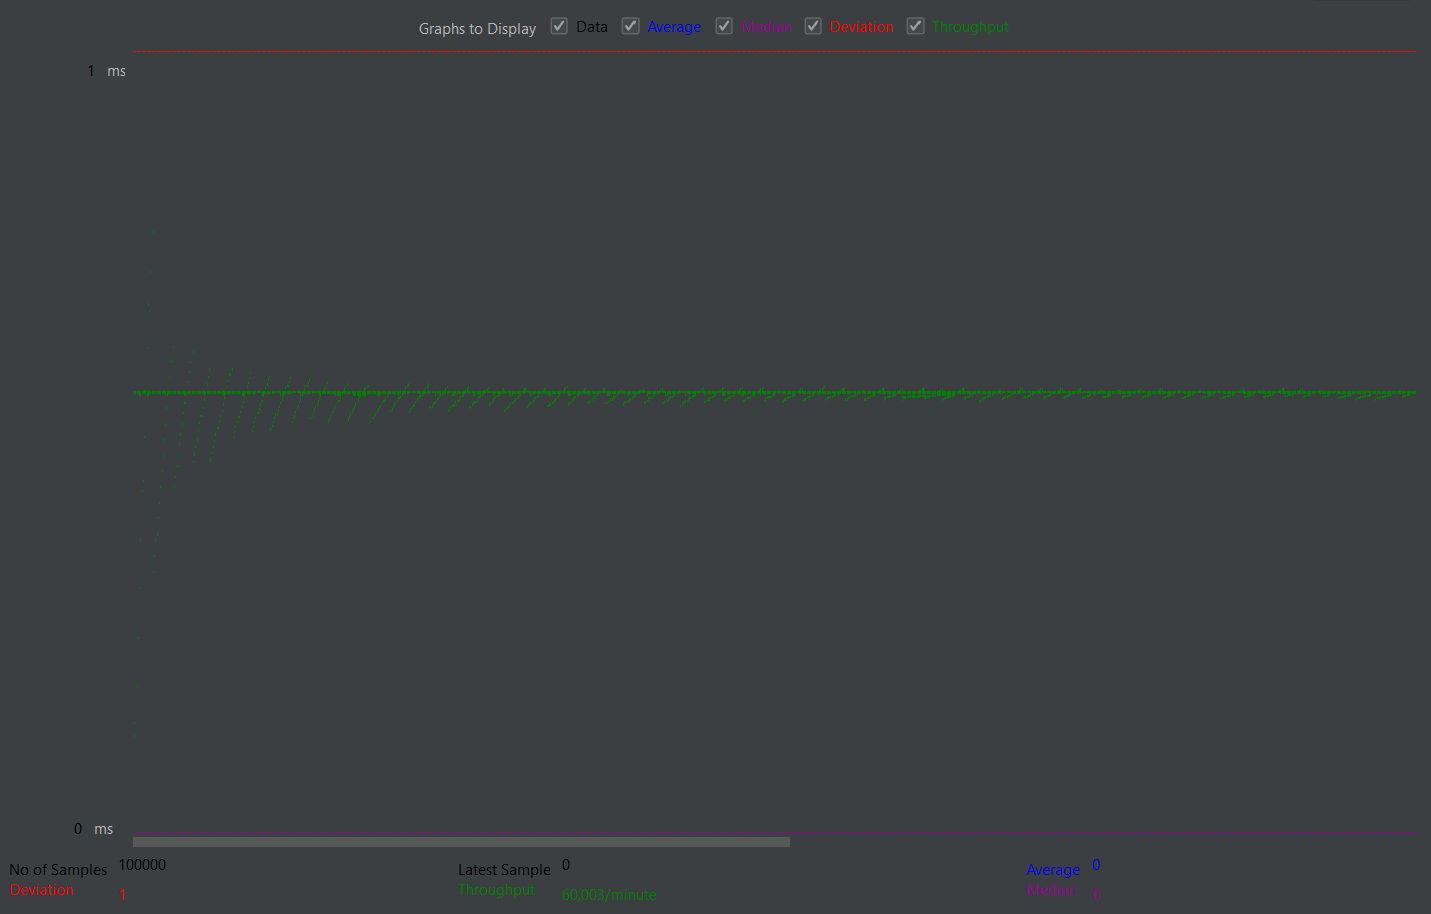 Graphs to Display Data Average Median Deviation Throughput
1 ms
0 ms
No of Samples 100000 Latest Sample 0 Average 0
Deviation 1 Throughput 60,003/minute Median 0